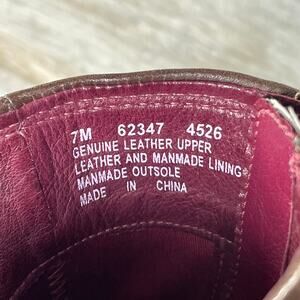 7M 62347 4526
GENUINE LEATHER UPPER
LEATHER AND MANMADE LINING
MANMADE OUTSOLE
MADE IN CHINA